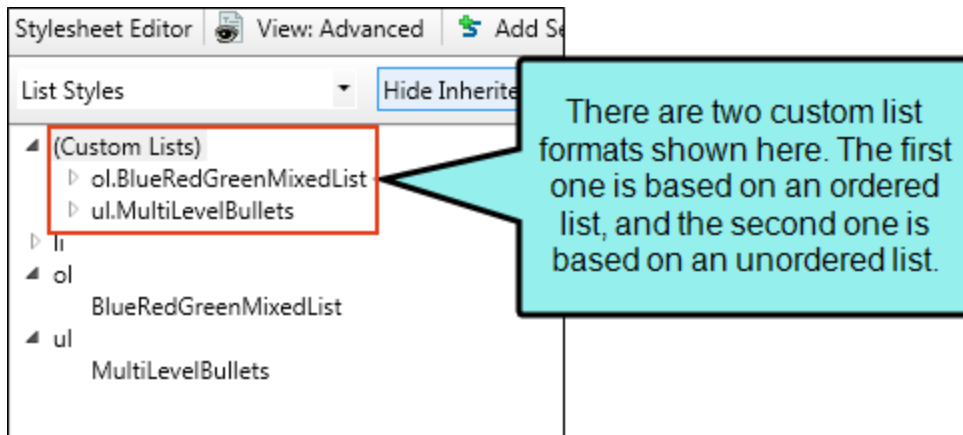 Stylesheet Editor View: Advanced Add
List Styles Hide
(Custom Lists)
ol.BlueRedGreenMixedList
ul.MultiLevelBullets
li
ol
BlueRedGreenMixedList
ul
MultiLevelBullets
There are two custom list
formats shown here. The first
one is based on an ordered
list, and the second one is
based on an unordered list.